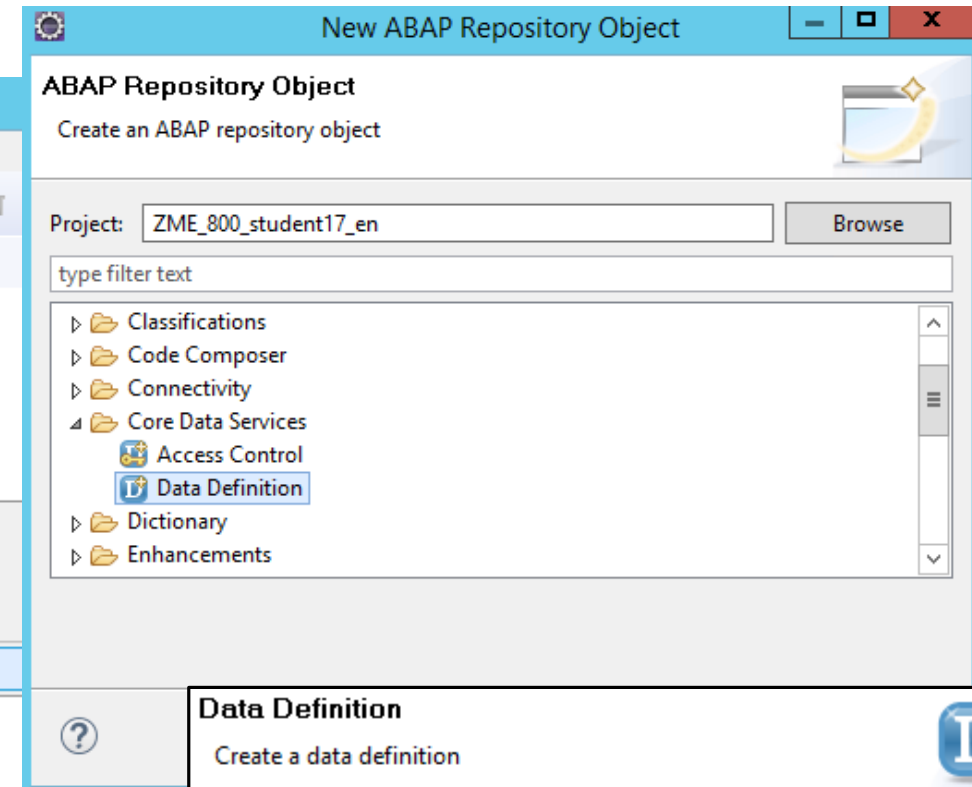 New ABAP Repository Object
ABAP Repository Object
Create an ABAP repository object
Project: ZME_800_student17_en Browse
type filter text
Classifications
Code Composer
Connectivity
Core Data Services
Access Control
Data Definition
Dictionary
Enhancements
Data Definition
Create a data definition